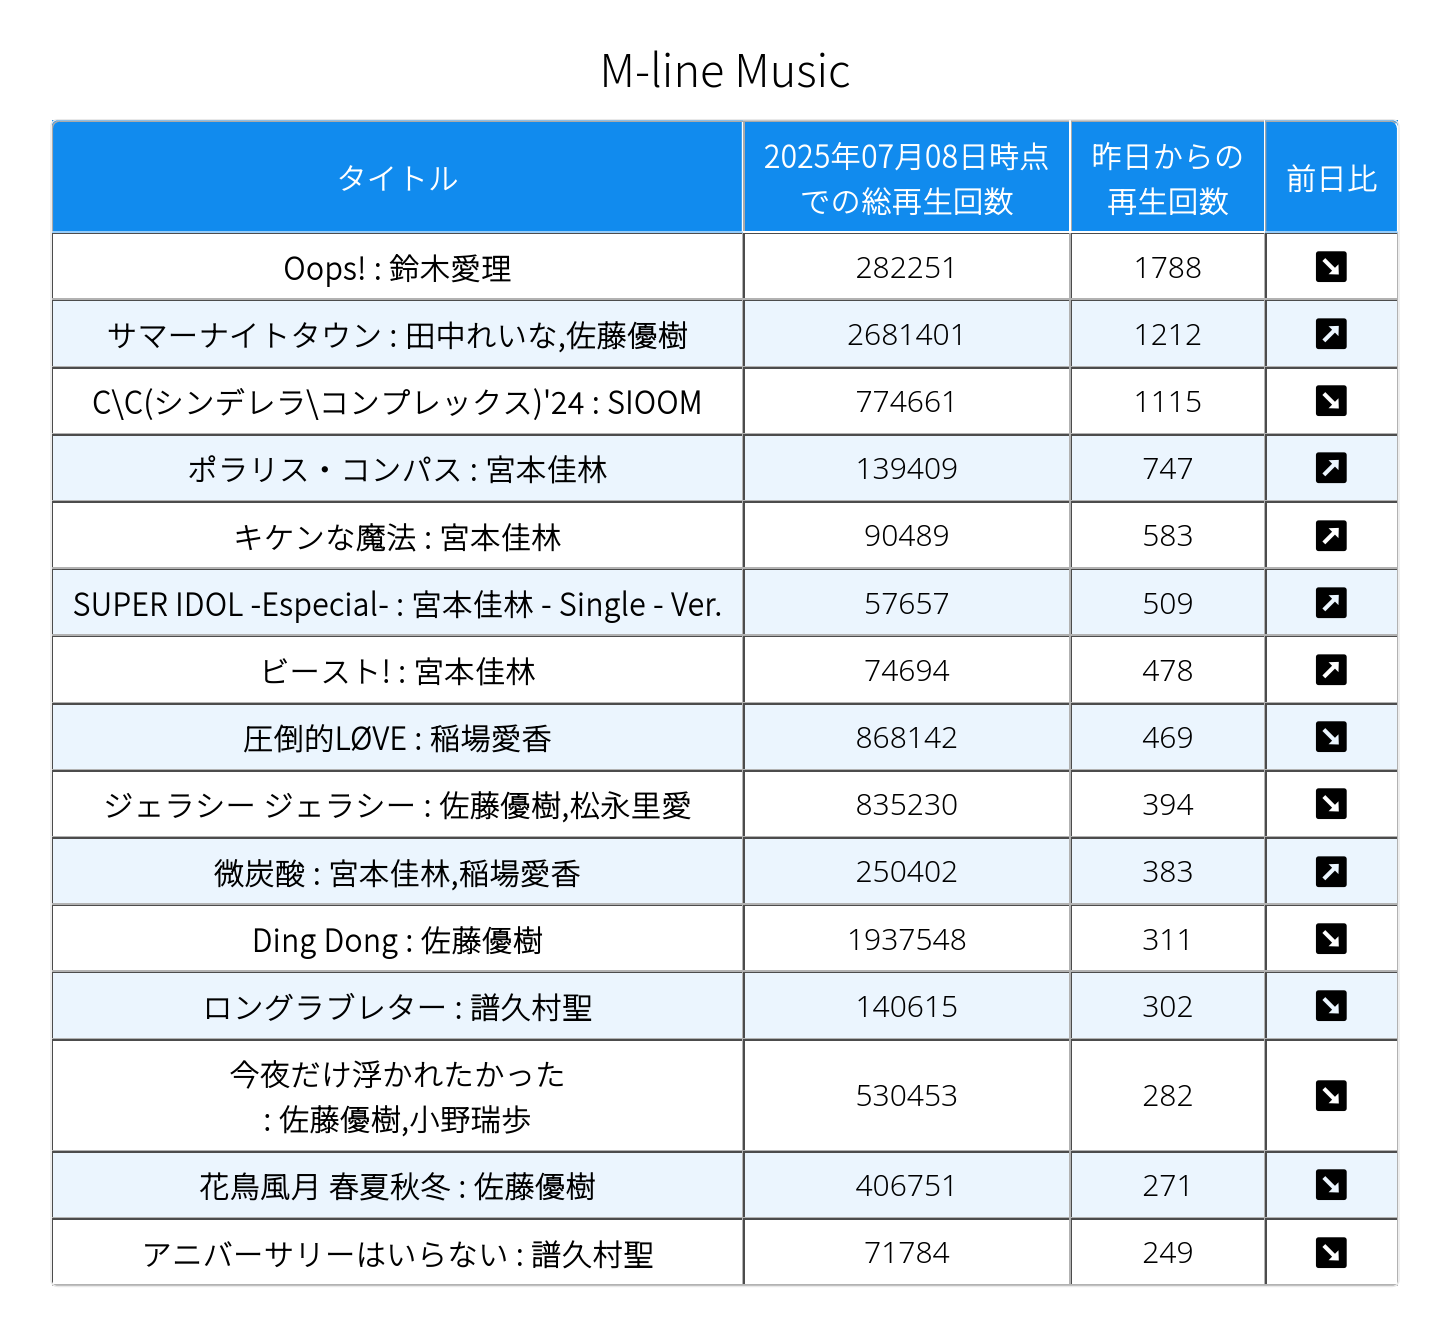 M-line Music
タイトル 2025年07月08日時点 での総再生回数 昨日からの 再生回数 前日比
Oops! : 鈴木愛理 282251 1788 ↘
サマーナイトタウン : 田中れいな,佐藤優樹 2681401 1212 ↗
C\C(シンデレラ\コンプレックス)'24 : SIOOM 774661 1115 ↘
ポラリス・コンパス : 宮本佳林 139409 747 ↗
キケンな魔法 : 宮本佳林 90489 583 ↗
SUPER IDOL -Especial- : 宮本佳林 - Single - Ver. 57657 509 ↗
ビースト! : 宮本佳林 74694 478 ↗
圧倒的LØVE : 稲場愛香 868142 469 ↘
ジェラシー ジェラシー : 佐藤優樹,松永里愛 835230 394 ↘
微炭酸 : 宮本佳林,稲場愛香 250402 383 ↗
Ding Dong : 佐藤優樹 1937548 311 ↘
ロングラブレター : 譜久村聖 140615 302 ↘
今夜だけ浮かれたかった
: 佐藤優樹,小野瑞歩 530453 282 ↘
花鳥風月 春夏秋冬 : 佐藤優樹 406751 271 ↘
アニバーサリーはいらない : 譜久村聖 71784 249 ↘